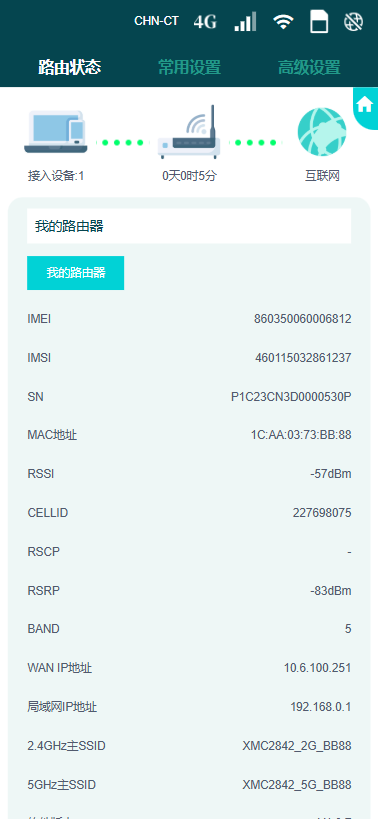 CHN-CT 4G
路由状态 常用设置 高级设置
接入设备:1 0天0时5分 互联网
我的路由器
我的路由器
IMEI 860350060006812
IMSI 460115032861237
SN P1C23CN3D0000530P
MAC地址 1C:AA:03:73:BB:88
RSSI -57dBm
CELLID 227698075
RSCP -
RSRP -83dBm
BAND 5
WAN IP地址 10.6.100.251
局域网IP地址 192.168.0.1
2.4GHz主SSID XMC2842_2G_BB88
5GHz主SSID XMC2842_5G_BB88